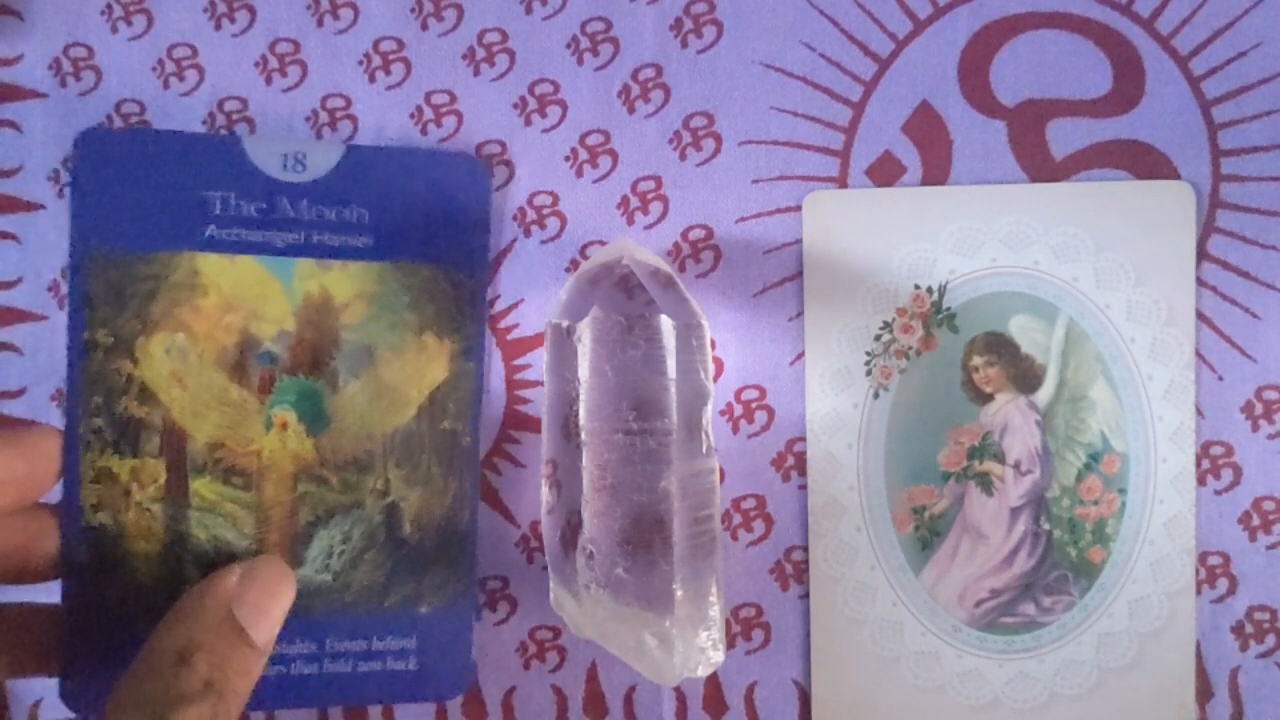 18
The Moon
Archangel Haniel
Events behind
that hold you back.